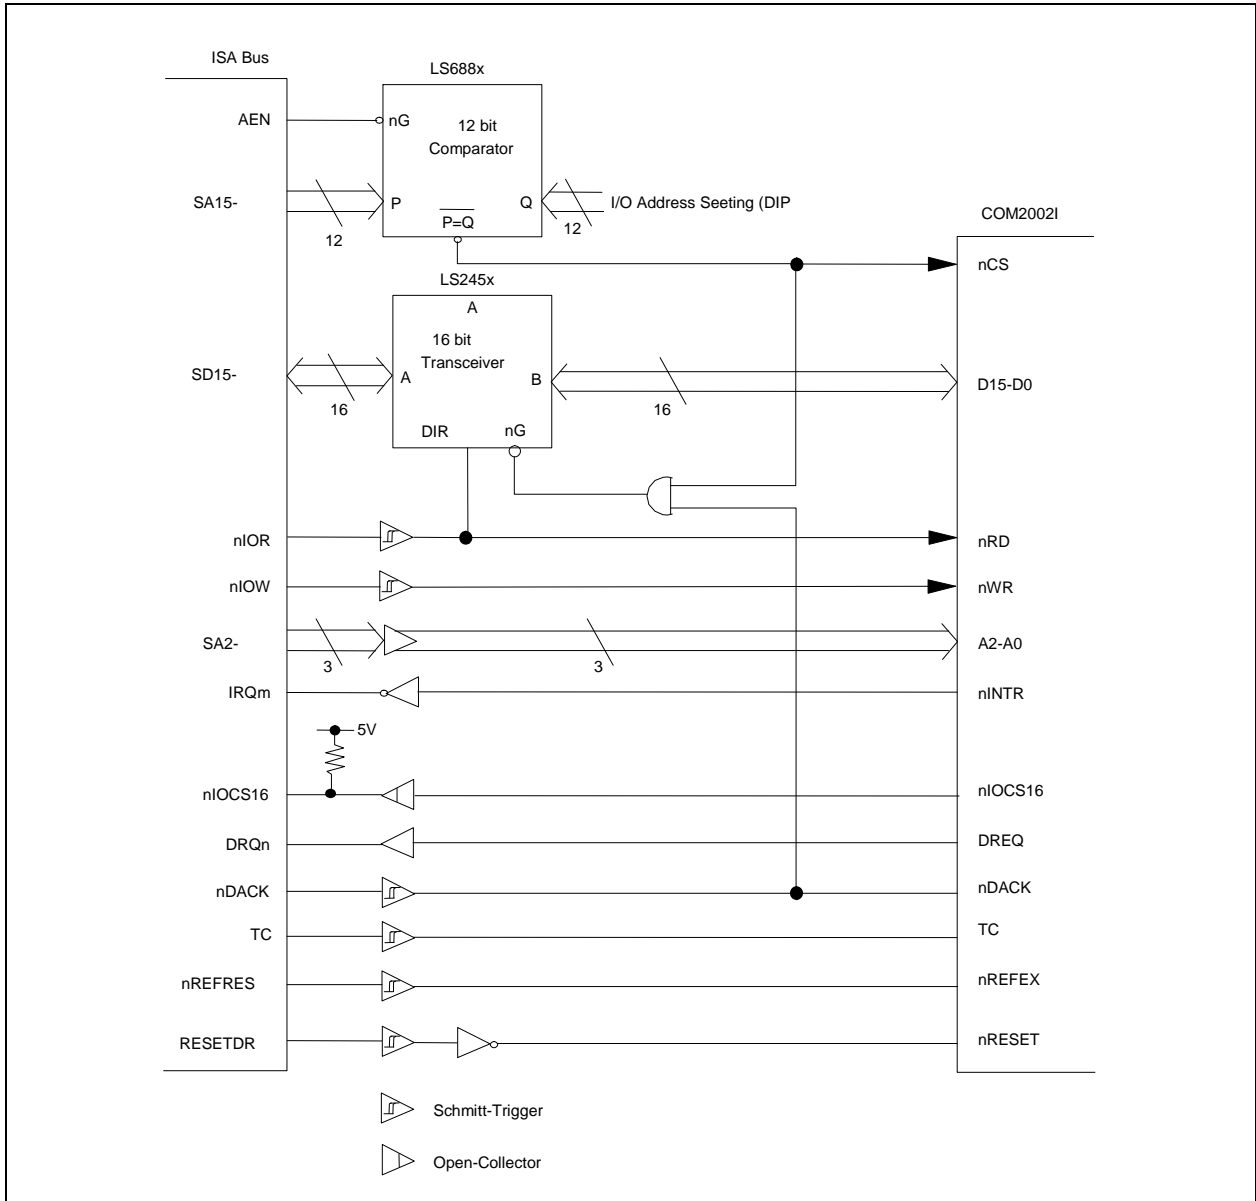 ISA Bus
LS688x
AEN
nG
12 bit
Comparator
SA15-
P
Q
I/O Address Seeting (DIP
P=Q
12
12
COM2002I
nCS
LS245x
A
16 bit
Transceiver
SD15-
A
B
D15-D0
16
16
DIR
nG
nIOR
nRD
nIOW
nWR
SA2-
A2-A0
3
3
IRQm
nINTR
5V
nIOCS16
nIOCS16
DRQn
DREQ
nDACK
nDACK
TC
TC
nREFRES
nREFEX
RESETDR
nRESET
Schmitt-Trigger
Open-Collector